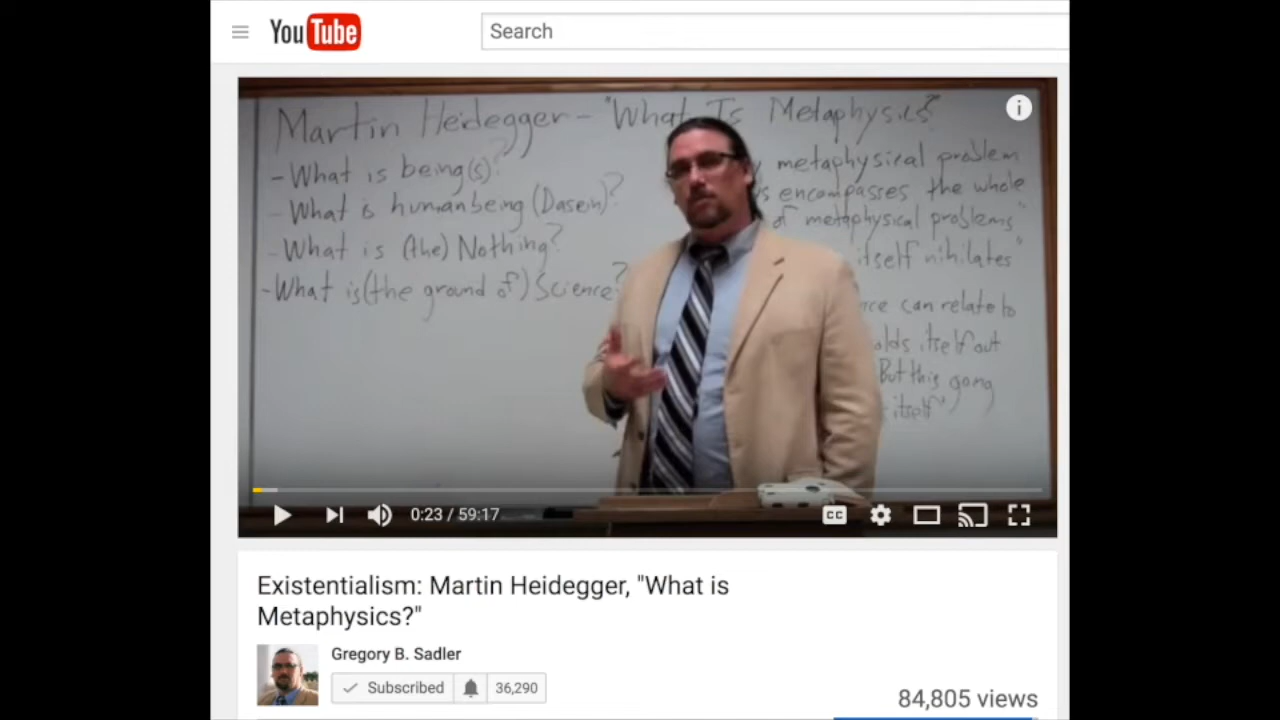 YouTube
Search
Martin Heidegger - "What Is Metaphysics?
- What is being(s)?
- What is human being (Dasein)?
- What is (the) Nothing?
- What is (the ground of) Science?
metaphysical problem
encompasses the whole
of metaphysical problems"
itself nihilates"
can relate to
itself out
But this going
itself"
0:23 / 59:17
CC
Existentialism: Martin Heidegger, "What is
Metaphysics?"
Gregory B. Sadler
Subscribed 36,290
84,805 views